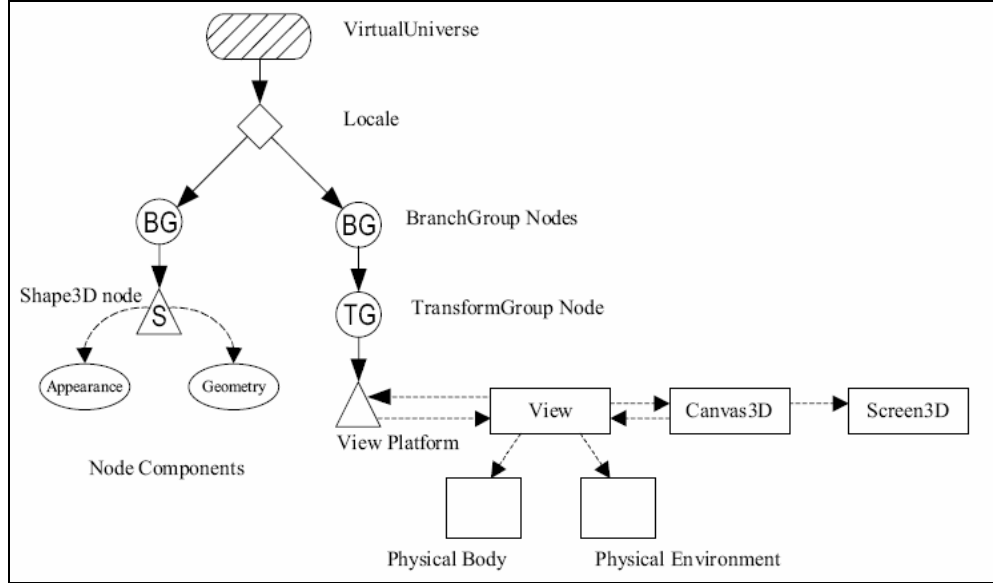 VirtualUniverse
Locale
BG
BG
BranchGroup Nodes
Shape3D node
S
TG
TransformGroup Node
Appearance
Geometry
View
Canvas3D
Screen3D
View Platform
Node Components
Physical Body
Physical Environment